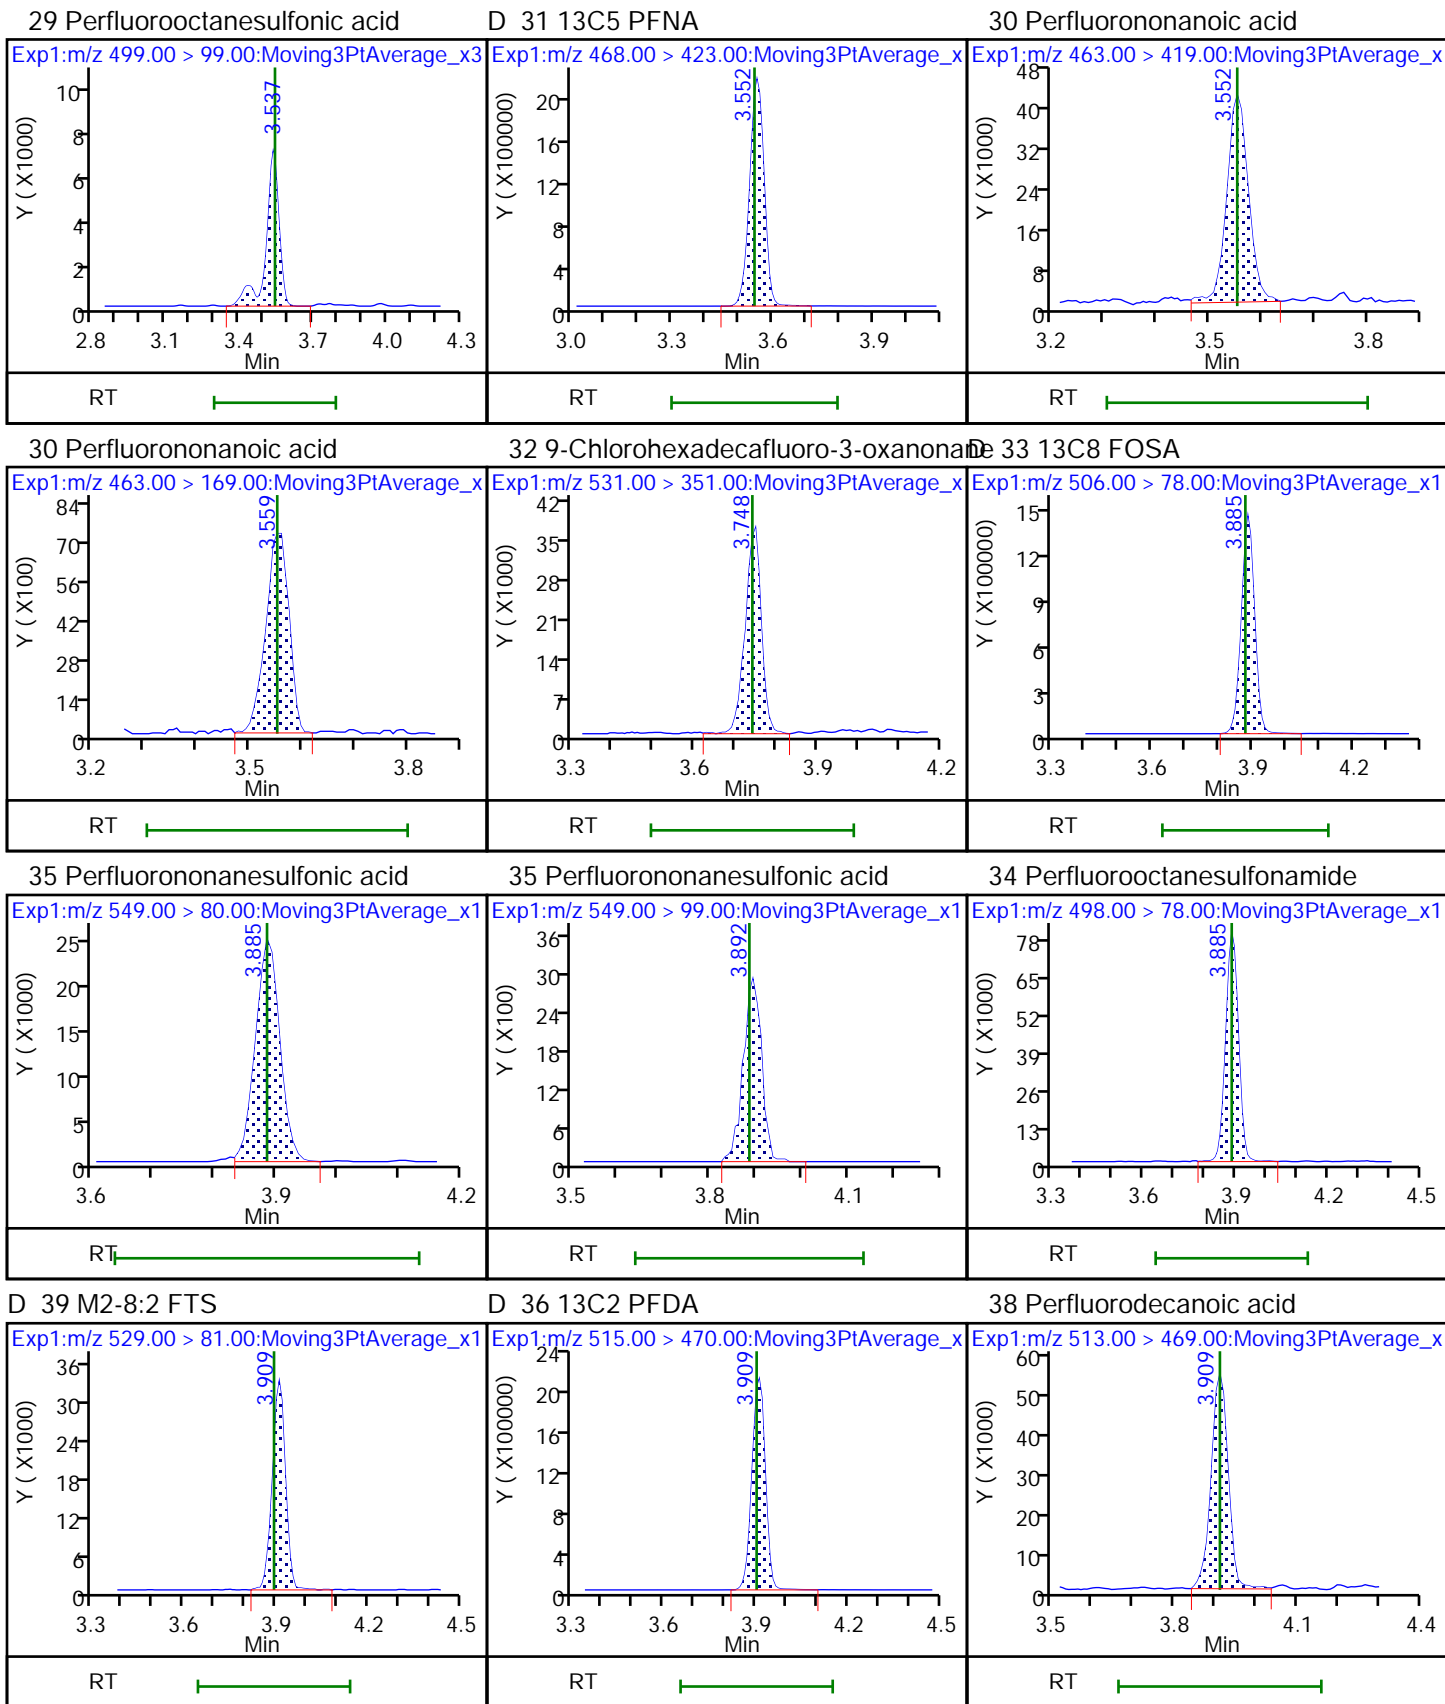 29 Perfluorooctanesulfonic acid
Exp1:m/z 499.00 > 99.00:Moving3PtAverage_x3
3.537
Y ( X1000)
10
8
6
4
2
0
2.8 3.1 3.4 3.7 4.0 4.3
Min
RT
D 31 13C5 PFNA
Exp1:m/z 468.00 > 423.00:Moving3PtAverage_x
3.552
Y ( X100000)
20
16
12
8
4
0
3.0 3.3 3.6 3.9
Min
RT
30 Perfluorononanoic acid
Exp1:m/z 463.00 > 419.00:Moving3PtAverage_x
3.552
Y ( X1000)
48
40
32
24
16
8
0
3.2 3.5 3.8
Min
RT
30 Perfluorononanoic acid
Exp1:m/z 463.00 > 169.00:Moving3PtAverage_x
3.559
Y ( X100)
84
70
56
42
28
14
0
3.2 3.5 3.8
Min
RT
32 9-Chlorohexadecafluoro-3-oxanonane
Exp1:m/z 531.00 > 351.00:Moving3PtAverage_x
3.748
Y ( X1000)
42
35
28
21
14
7
0
3.3 3.6 3.9 4.2
Min
RT
D 33 13C8 FOSA
Exp1:m/z 506.00 > 78.00:Moving3PtAverage_x1
3.885
Y ( X100000)
15
12
9
6
3
0
3.3 3.6 3.9 4.2
Min
RT
35 Perfluorononanesulfonic acid
Exp1:m/z 549.00 > 80.00:Moving3PtAverage_x1
3.885
Y ( X1000)
25
20
15
10
5
0
3.6 3.9 4.2
Min
RT
35 Perfluorononanesulfonic acid
Exp1:m/z 549.00 > 99.00:Moving3PtAverage_x1
3.892
Y ( X100)
36
30
24
18
12
6
0
3.5 3.8 4.1
Min
RT
34 Perfluorooctanesulfonamide
Exp1:m/z 498.00 > 78.00:Moving3PtAverage_x1
3.885
Y ( X1000)
78
65
52
39
26
13
0
3.3 3.6 3.9 4.2 4.5
Min
RT
D 39 M2-8:2 FTS
Exp1:m/z 529.00 > 81.00:Moving3PtAverage_x1
3.909
Y ( X1000)
36
30
24
18
12
6
0
3.3 3.6 3.9 4.2 4.5
Min
RT
D 36 13C2 PFDA
Exp1:m/z 515.00 > 470.00:Moving3PtAverage_x
3.909
Y ( X100000)
24
20
16
12
8
4
0
3.3 3.6 3.9 4.2 4.5
Min
RT
38 Perfluorodecanoic acid
Exp1:m/z 513.00 > 469.00:Moving3PtAverage_x
3.909
Y ( X1000)
60
50
40
30
20
10
0
3.5 3.8 4.1 4.4
Min
RT